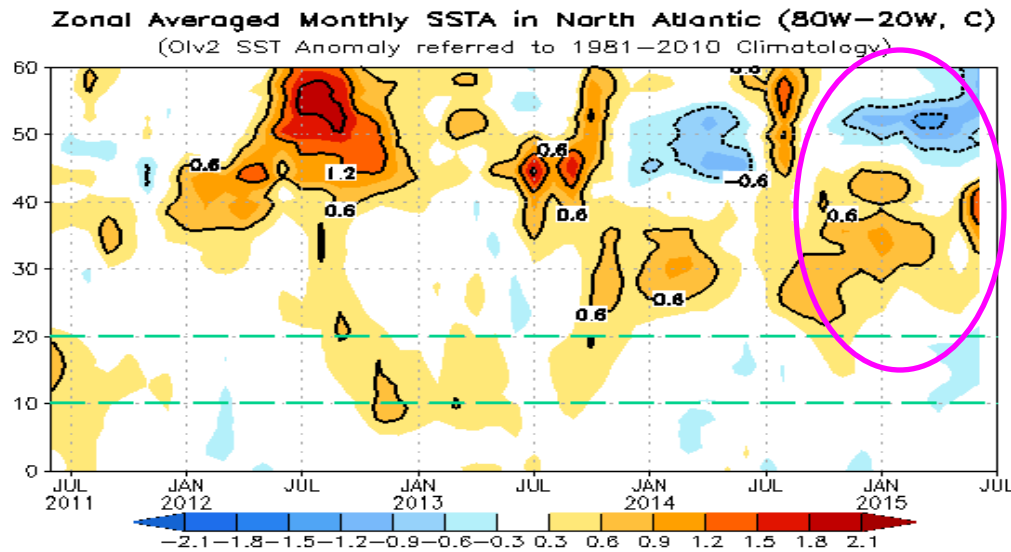 Zonal Averaged Monthly SSTA in North Atlantic (80W-20W, C)
(OIv2 SST Anomaly referred to 1981-2010 Climatology)
60
50
40
30
20
10
0
0.6
1.2
0.6
0.6
0.6
0.6
0.6
-0.6
0.6
JUL
2011
JAN
2012
JUL
JAN
2013
JUL
JAN
2014
JUL
JAN
2015
JUL
-2.1 -1.8 -1.5 -1.2 -0.9 -0.6 -0.3 0.3 0.6 0.9 1.2 1.5 1.8 2.1